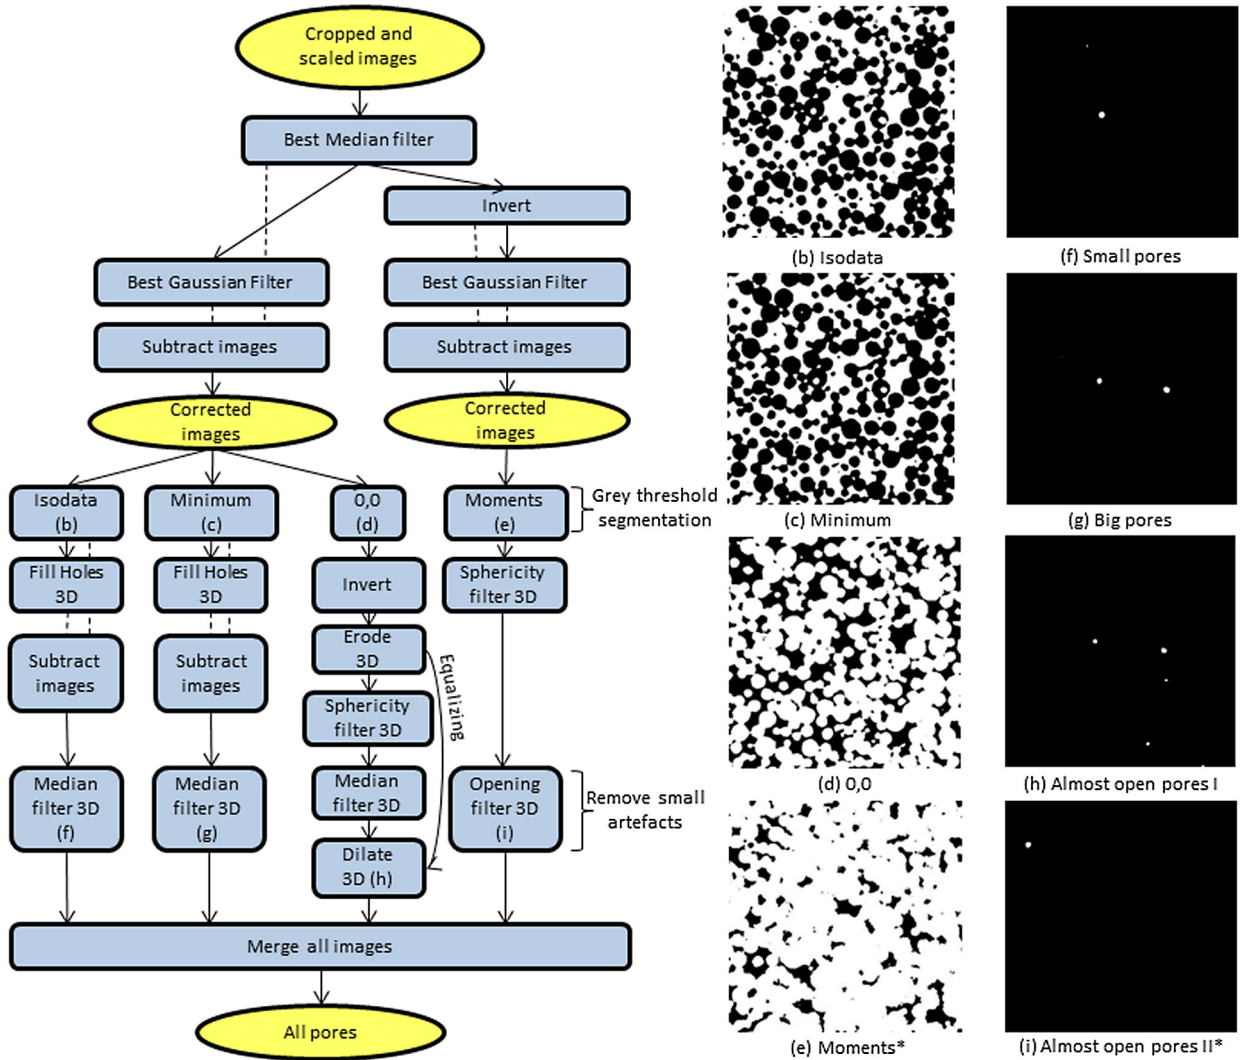 Cropped and
scaled images
Best Median filter
Invert
Best Gaussian Filter
Best Gaussian Filter
Subtract images
Subtract images
Corrected
images
Corrected
images
Isodata
(b)
Minimum
(c)
0,0
(d)
Moments
(e)
Grey threshold
segmentation
Fill Holes
3D
Fill Holes
3D
Invert
Sphericity
filter 3D
Erode
3D
Equalizing
Subtract
images
Subtract
images
Sphericity
filter 3D
Median
filter 3D
(f)
Median
filter 3D
(g)
Median
filter 3D
Opening
filter 3D
(i)
Remove small
artefacts
Dilate
3D (h)
Merge all images
All pores
(b) Isodata
(f) Small pores
(c) Minimum
(g) Big pores
(d) 0,0
(h) Almost open pores I
(e) Moments*
(i) Almost open pores II*